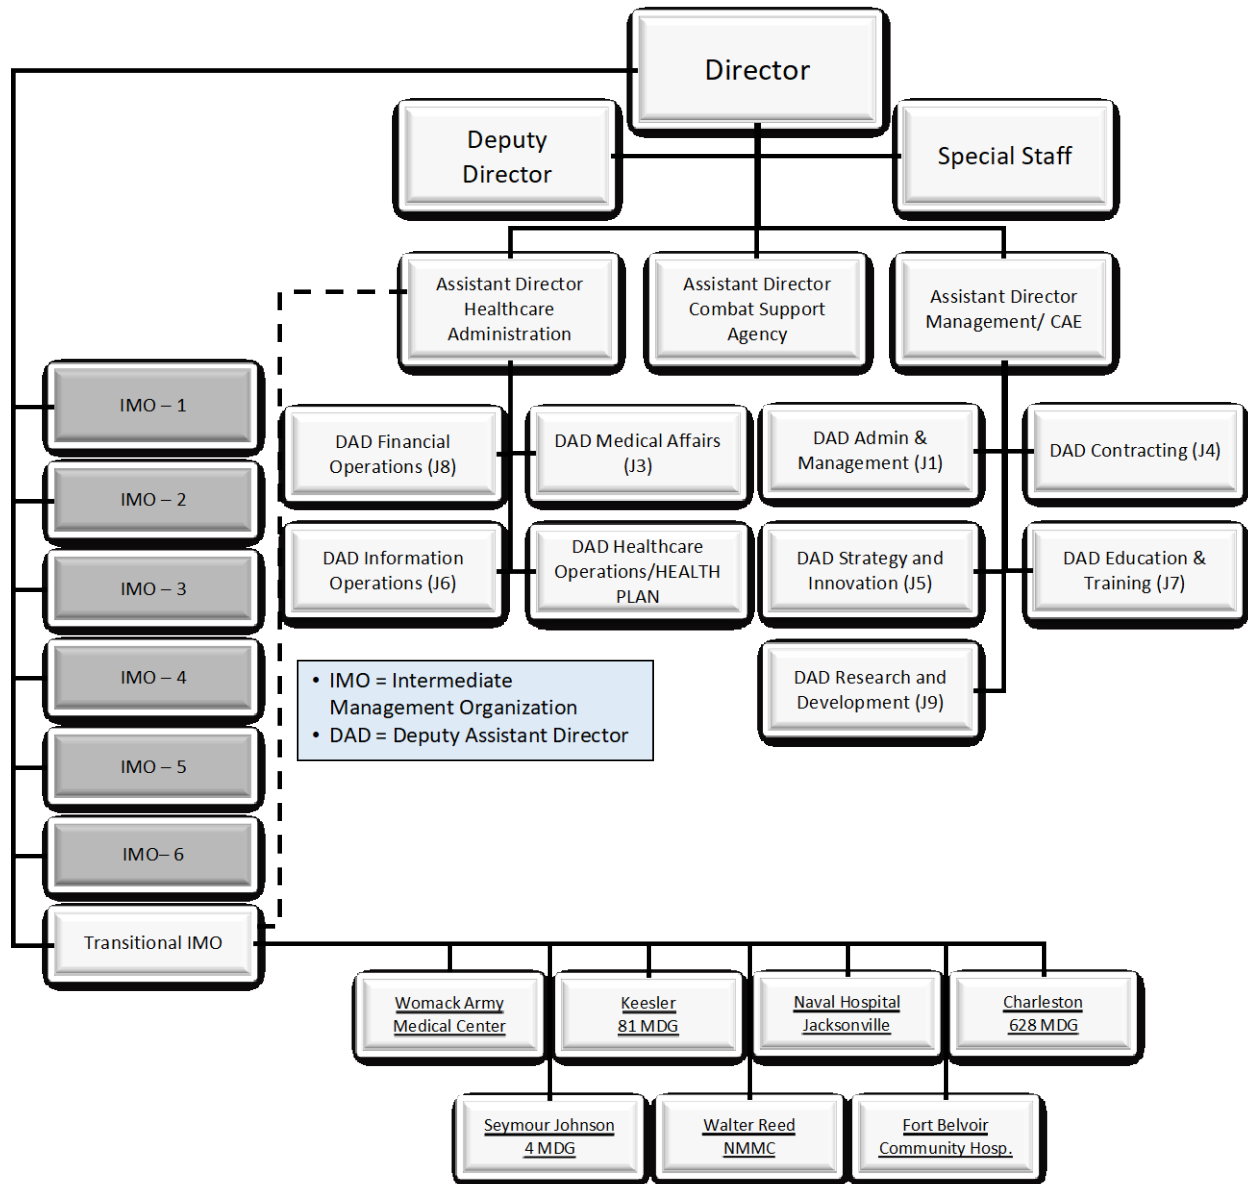 Director
Deputy
Director
Special Staff
Assistant Director
Healthcare
Administration
Assistant Director
Combat Support
Agency
Assistant Director
Management/ CAE
IMO – 1
IMO – 2
IMO – 3
IMO – 4
IMO – 5
IMO– 6
Transitional IMO
DAD Financial
Operations (J8)
DAD Medical Affairs
(J3)
DAD Admin &
Management (J1)
DAD Contracting (J4)
DAD Information
Operations (J6)
DAD Healthcare
Operations/HEALTH
PLAN
DAD Strategy and
Innovation (J5)
DAD Education &
Training (J7)
DAD Research and
Development (J9)
• IMO = Intermediate
Management Organization
• DAD = Deputy Assistant Director
Womack Army
Medical Center
Keesler
81 MDG
Naval Hospital
Jacksonville
Charleston
628 MDG
Seymour Johnson
4 MDG
Walter Reed
NMMC
Fort Belvoir
Community Hosp.